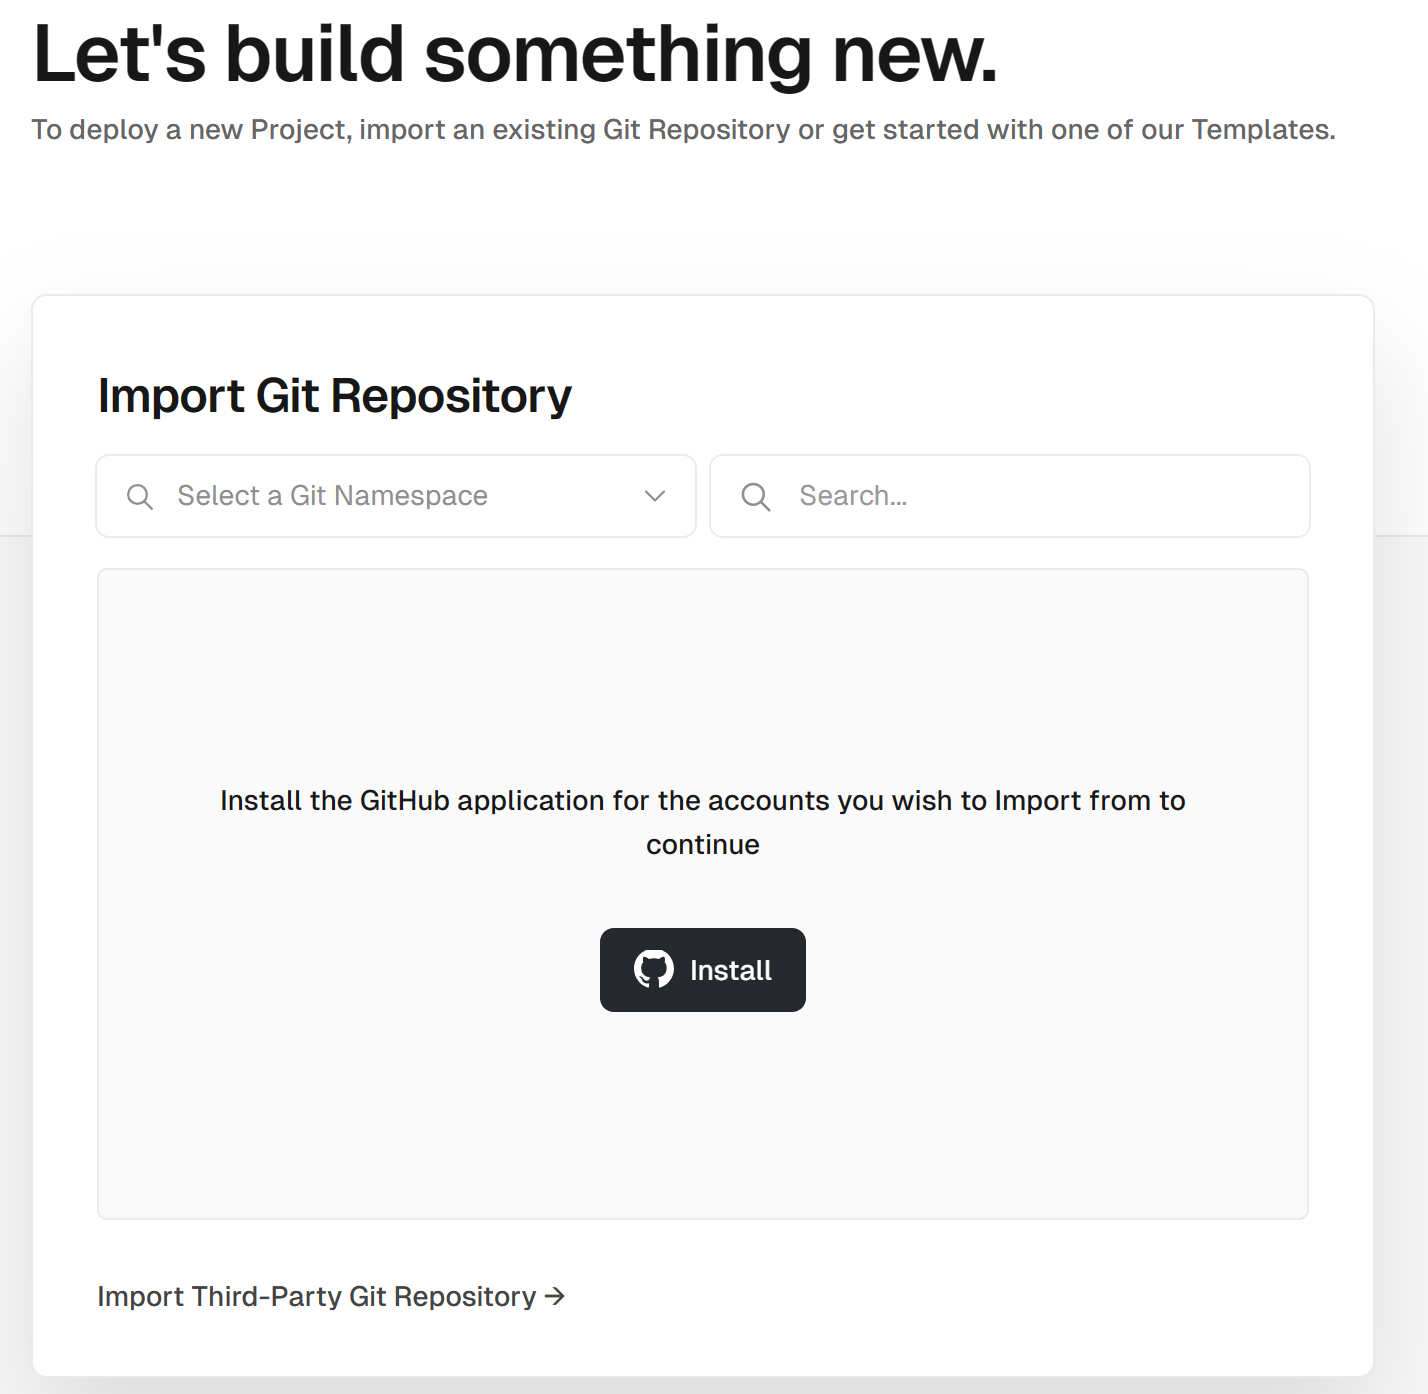 Let's build something new.
To deploy a new Project, import an existing Git Repository or get started with one of our Templates.
Import Git Repository
Select a Git Namespace
Search...
Install the GitHub application for the accounts you wish to Import from to
continue
Install
Import Third-Party Git Repository →